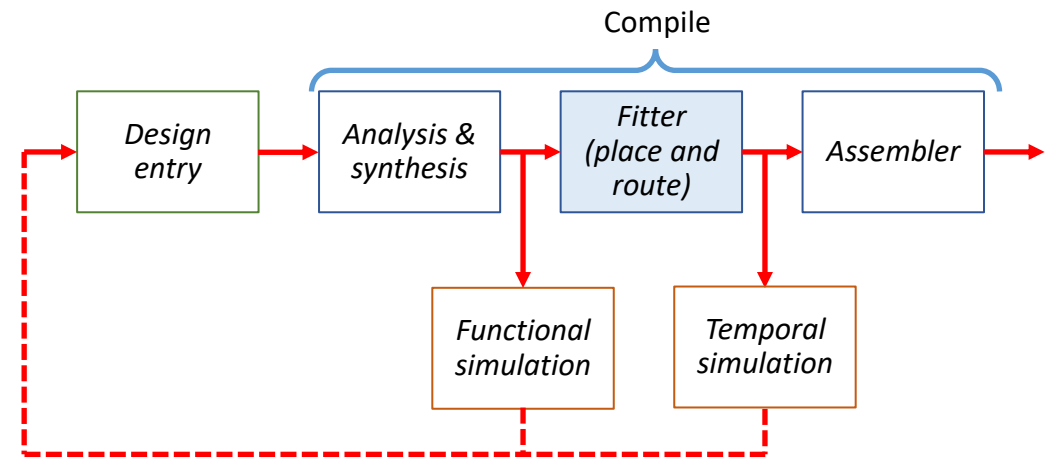 Compile
Design
entry
Analysis &
synthesis
Fitter
(place and
route)
Assembler
Functional
simulation
Temporal
simulation